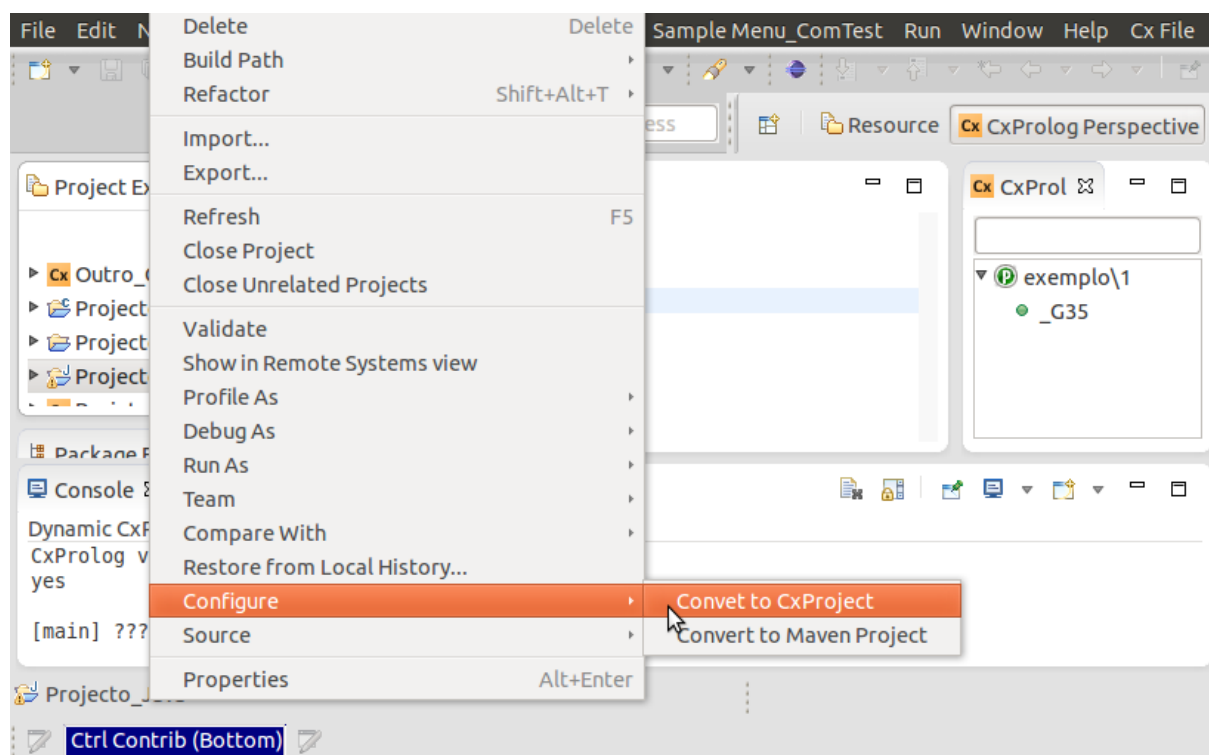 File Edit
Sample Menu_ComTest Run Window Help Cx File
Delete Delete
Build Path
Refactor Shift+Alt+T
Import...
Export...
Refresh F5
Close Project
Close Unrelated Projects
Validate
Show in Remote Systems view
Profile As
Debug As
Run As
Team
Compare With
Restore from Local History...
Configure
Source
Properties Alt+Enter
Convet to CxProject
Convert to Maven Project
ess
Resource Cx CxProlog Perspective
Project Ex
Cx Outro_
Project
Project
Project
Package E
Console
Dynamic CxP
CxProlog v
yes
[main] ???
Cx CxProl
P exemplo\1
_G35
Projecto_
Ctrl Contrib (Bottom)